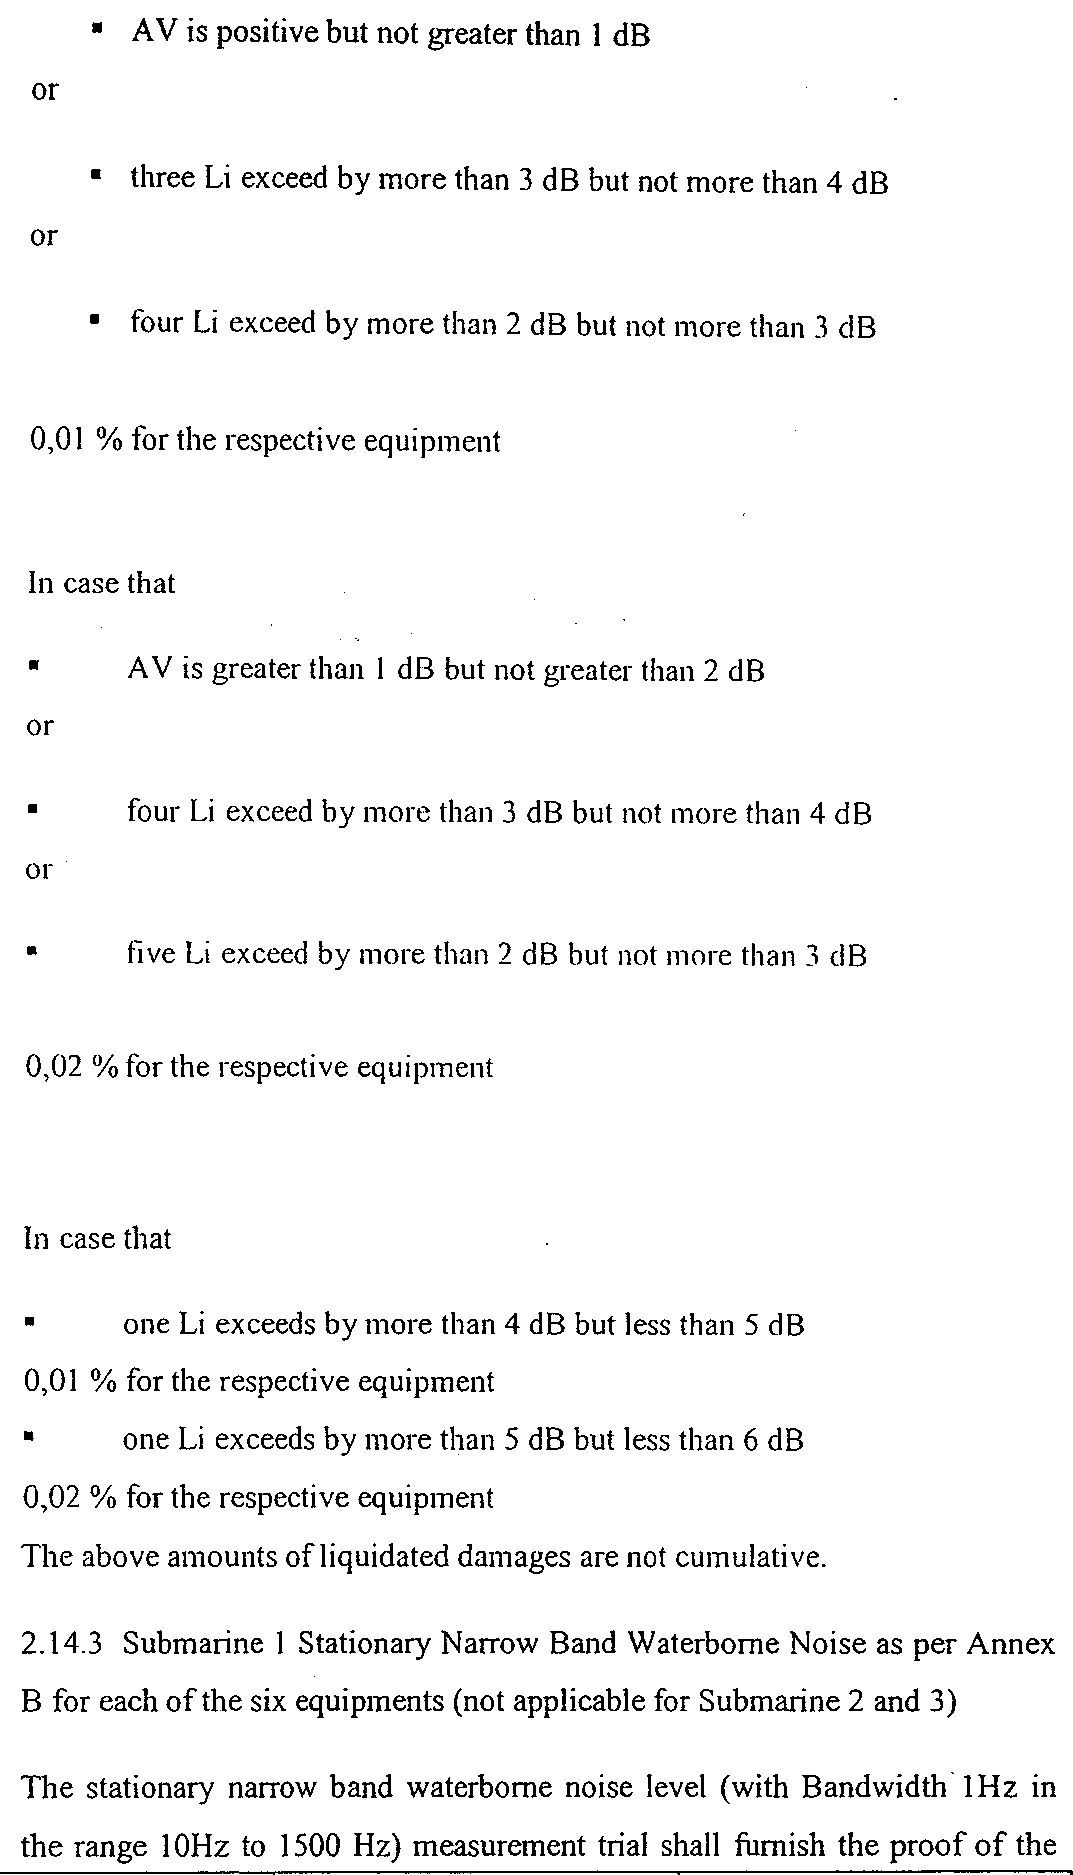 ▪ AV is positive but not greater than 1 dB
or
▪ three Li exceed by more than 3 dB but not more than 4 dB
or
▪ four Li exceed by more than 2 dB but not more than 3 dB
0,01 % for the respective equipment
In case that
▪ AV is greater than 1 dB but not greater than 2 dB
or
▪ four Li exceed by more than 3 dB but not more than 4 dB
or
▪ five Li exceed by more than 2 dB but not more than 3 dB
0,02 % for the respective equipment
In case that
▪ one Li exceeds by more than 4 dB but less than 5 dB
0,01 % for the respective equipment
▪ one Li exceeds by more than 5 dB but less than 6 dB
0,02 % for the respective equipment
The above amounts of liquidated damages are not cumulative.
2.14.3 Submarine 1 Stationary Narrow Band Waterborne Noise as per Annex
B for each of the six equipments (not applicable for Submarine 2 and 3)
The stationary narrow band waterborne noise level (with Bandwidth 1Hz in
the range 10Hz to 1500 Hz) measurement trial shall furnish the proof of the